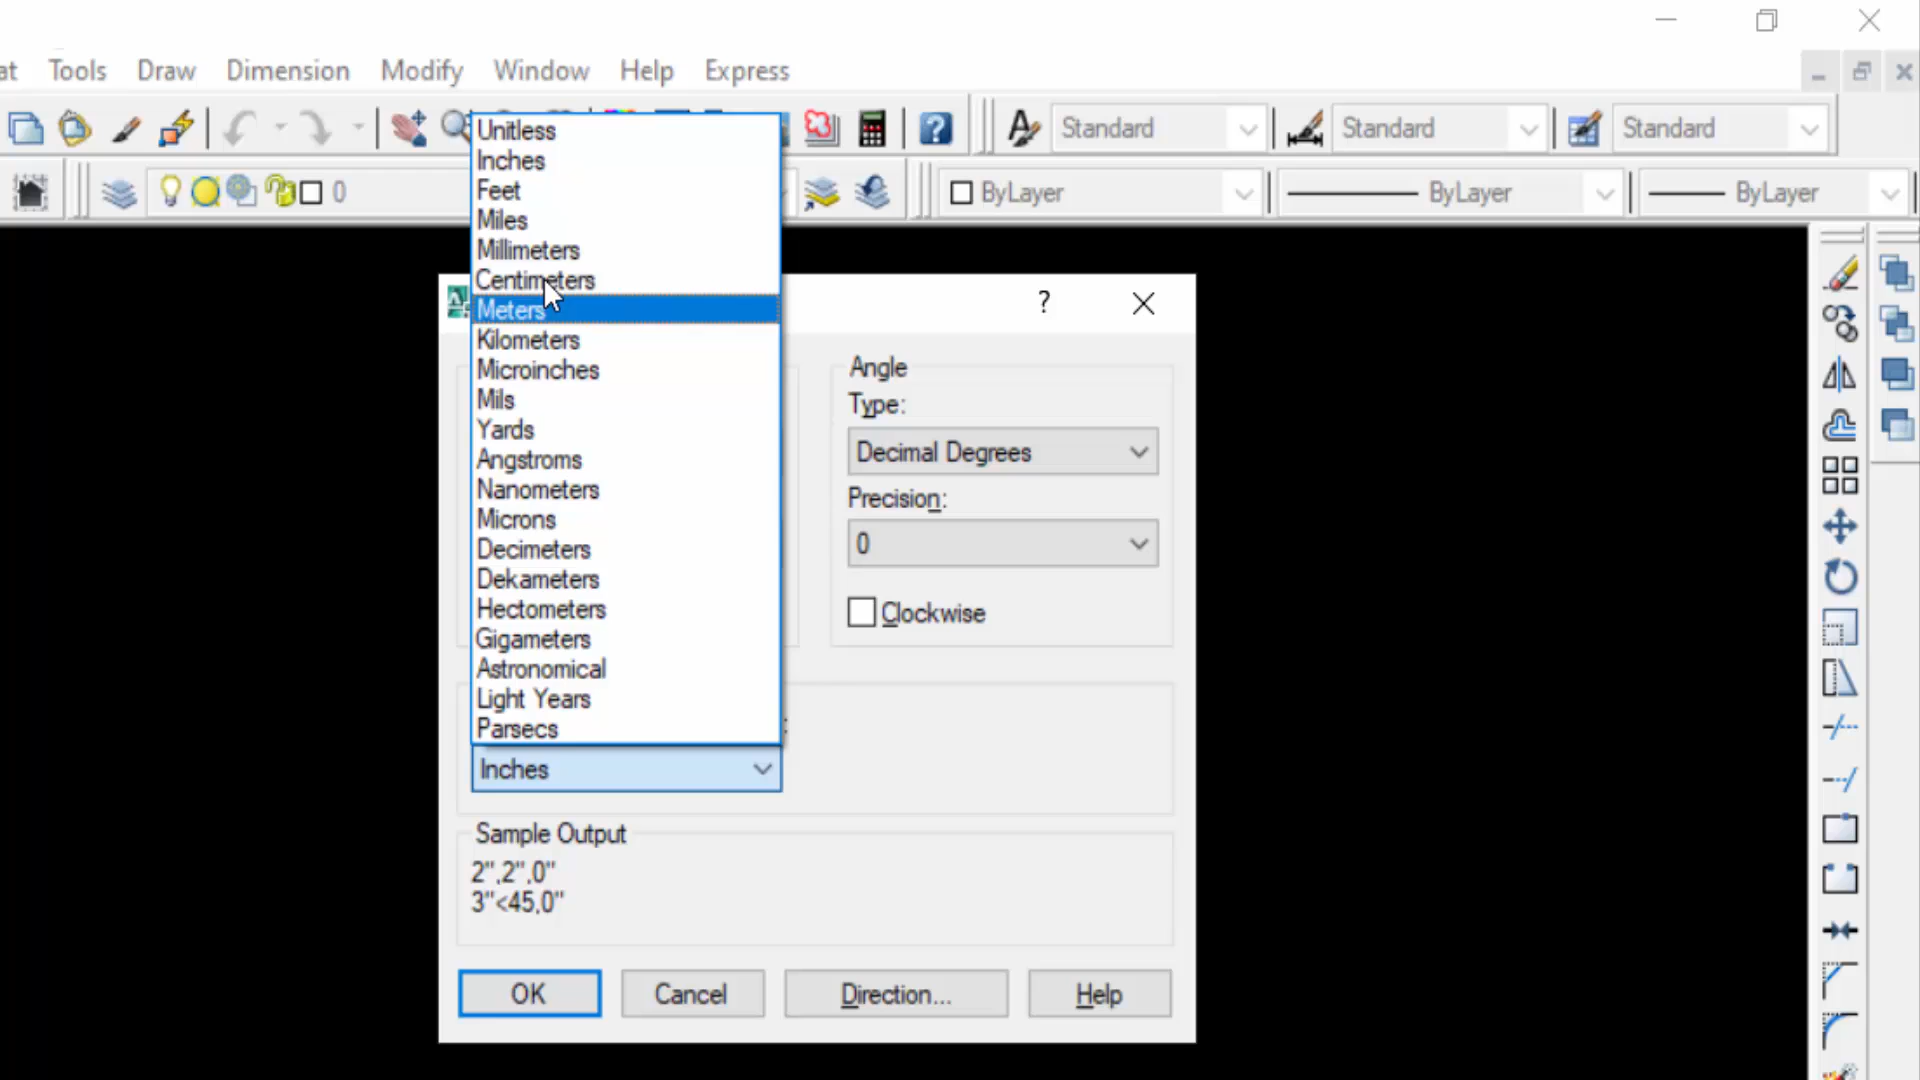 at Tools Draw Dimension Modify Window Help Express
Standard Standard Standard
0 ByLayer ByLayer ByLayer
Unitless
Inches
Feet
Miles
Millimeters
Centimeters
Meters
Kilometers
Microinches
Mils
Yards
Angstroms
Nanometers
Microns
Decimeters
Dekameters
Hectometers
Gigameters
Astronomical
Light Years
Parsecs
Inches
?
Angle
Type:
Decimal Degrees
Precision:
0
Clockwise
:
Sample Output
2",2",0"
3"<45,0"
OK Cancel Direction... Help